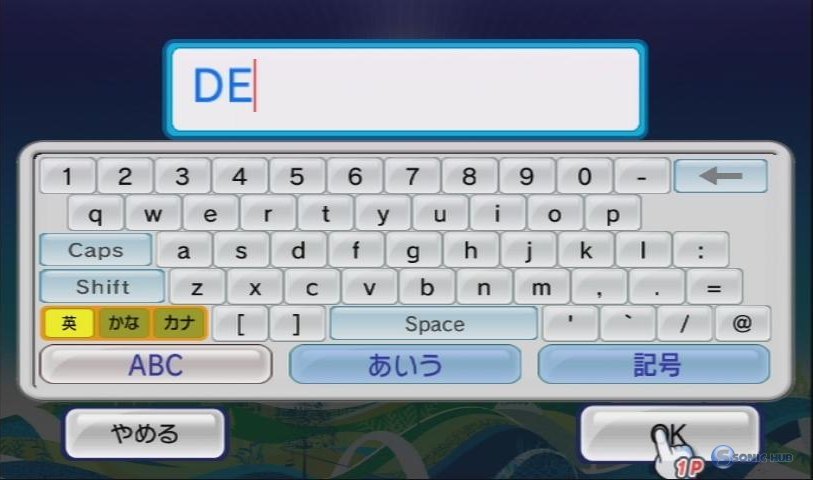 DE
1 2 3 4 5 6 7 8 9 0 -
q w e r t y u i o p
Caps a s d f g h j k l :
Shift z x c v b n m , . =
英 かな カナ [ ] Space ' ` / @
ABC あいう 記号
やめる OK
1P SONIC HUB